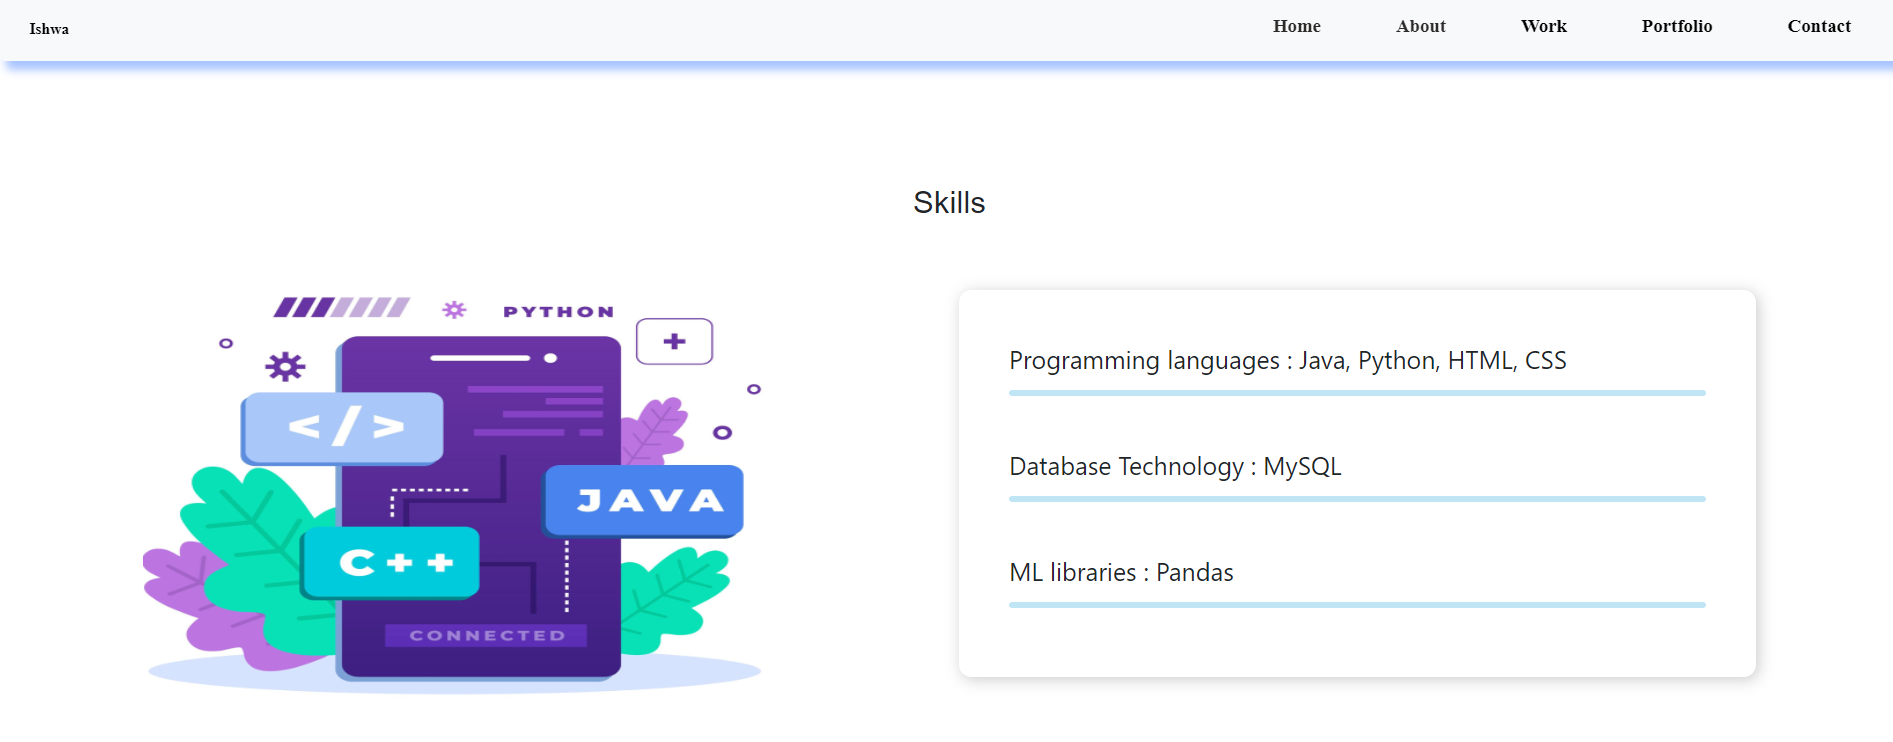 Ishwa
Home About Work Portfolio Contact
Skills
PYTHON
+
</>
JAVA
C++
CONNECTED
Programming languages : Java, Python, HTML, CSS
Database Technology : MySQL
ML libraries : Pandas